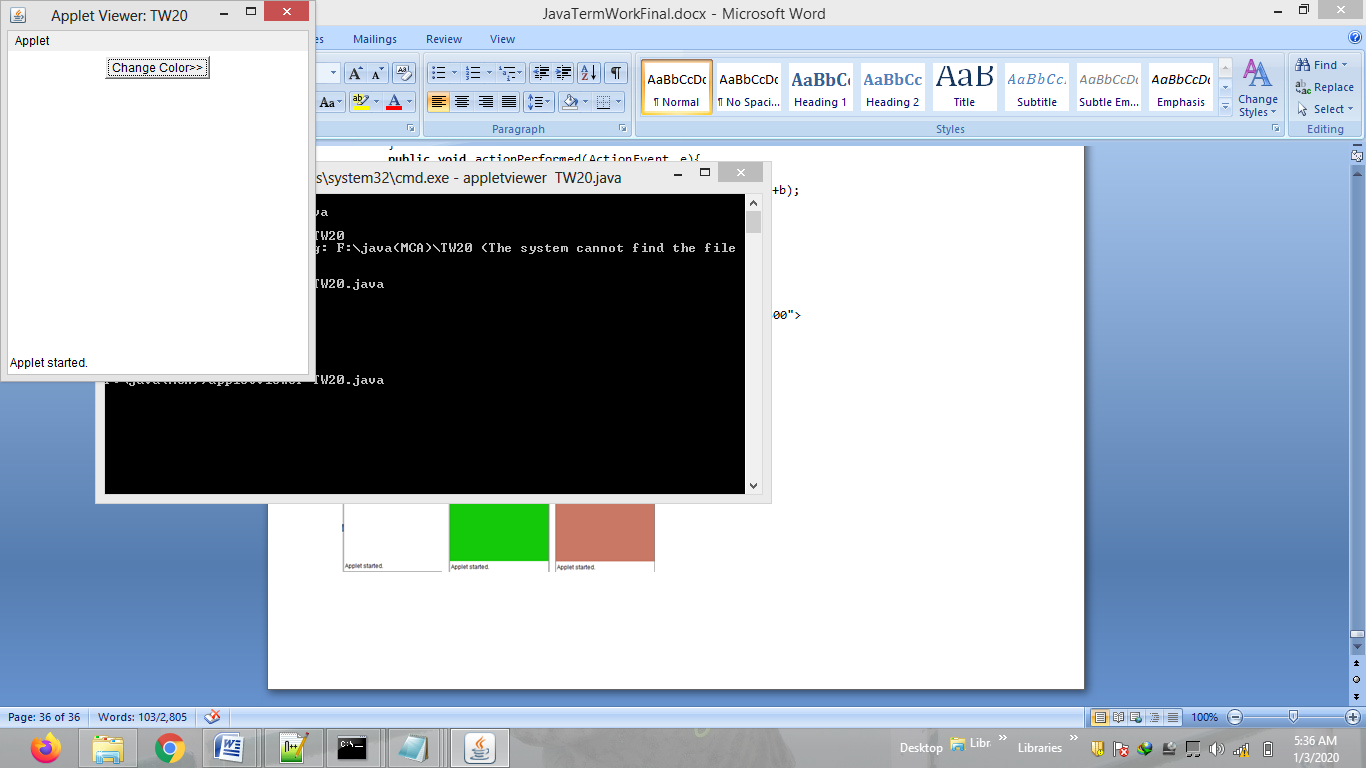 Applet Viewer: TW20
JavaTermWorkFinal.docx - Microsoft Word
Applet
Mailings Review View
Change Color>>
Aa
AaBbCcDc AaBbCcDc AaBbC AaBbCc AaB AaBbCc. AaBbCcDc AaBbCcDc
¶ Normal ¶ No Spaci... Heading 1 Heading 2 Title Subtitle Subtle Em... Emphasis
Change
Styles
Find
Replace
Select
Paragraph Styles Editing
public void actionPerformed(ActionEvent e){
s\system32\cmd.exe - appletviewer TW20.java
+b);
TW20
g: F:\java(MCA)\TW20 (The system cannot find the file
TW20.java
00">
Applet started.
TW20.java
Applet started. Applet started. Applet started.
Page: 36 of 36 Words: 103/2,805 100%
Desktop Libr Libraries
5:36 AM
1/3/2020